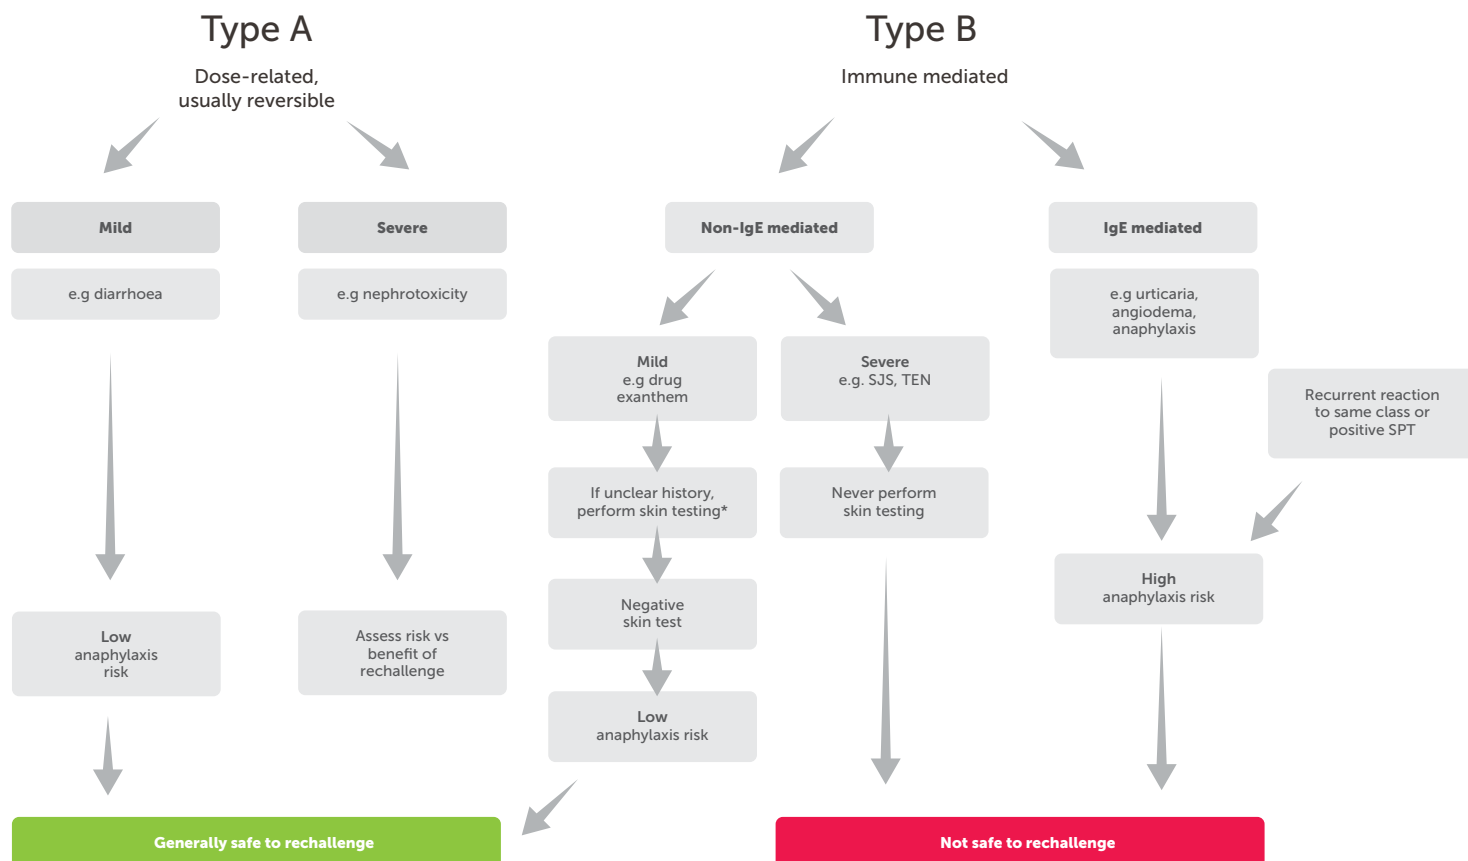 Type A
Dose-related,
usually reversible
Mild
e.g diarrhoea
Low
anaphylaxis
risk
Severe
e.g nephrotoxicity
Assess risk vs
benefit of
rechallenge
Type B
Immune mediated
Non-IgE mediated
Mild
e.g drug
exanthem
If unclear history,
perform skin testing*
Negative
skin test
Low
anaphylaxis risk
Severe
e.g. SJS, TEN
Never perform
skin testing
IgE mediated
e.g urticaria,
angiodema,
anaphylaxis
Recurrent reaction
to same class or
positive SPT
High
anaphylaxis risk
Generally safe to rechallenge
Not safe to rechallenge